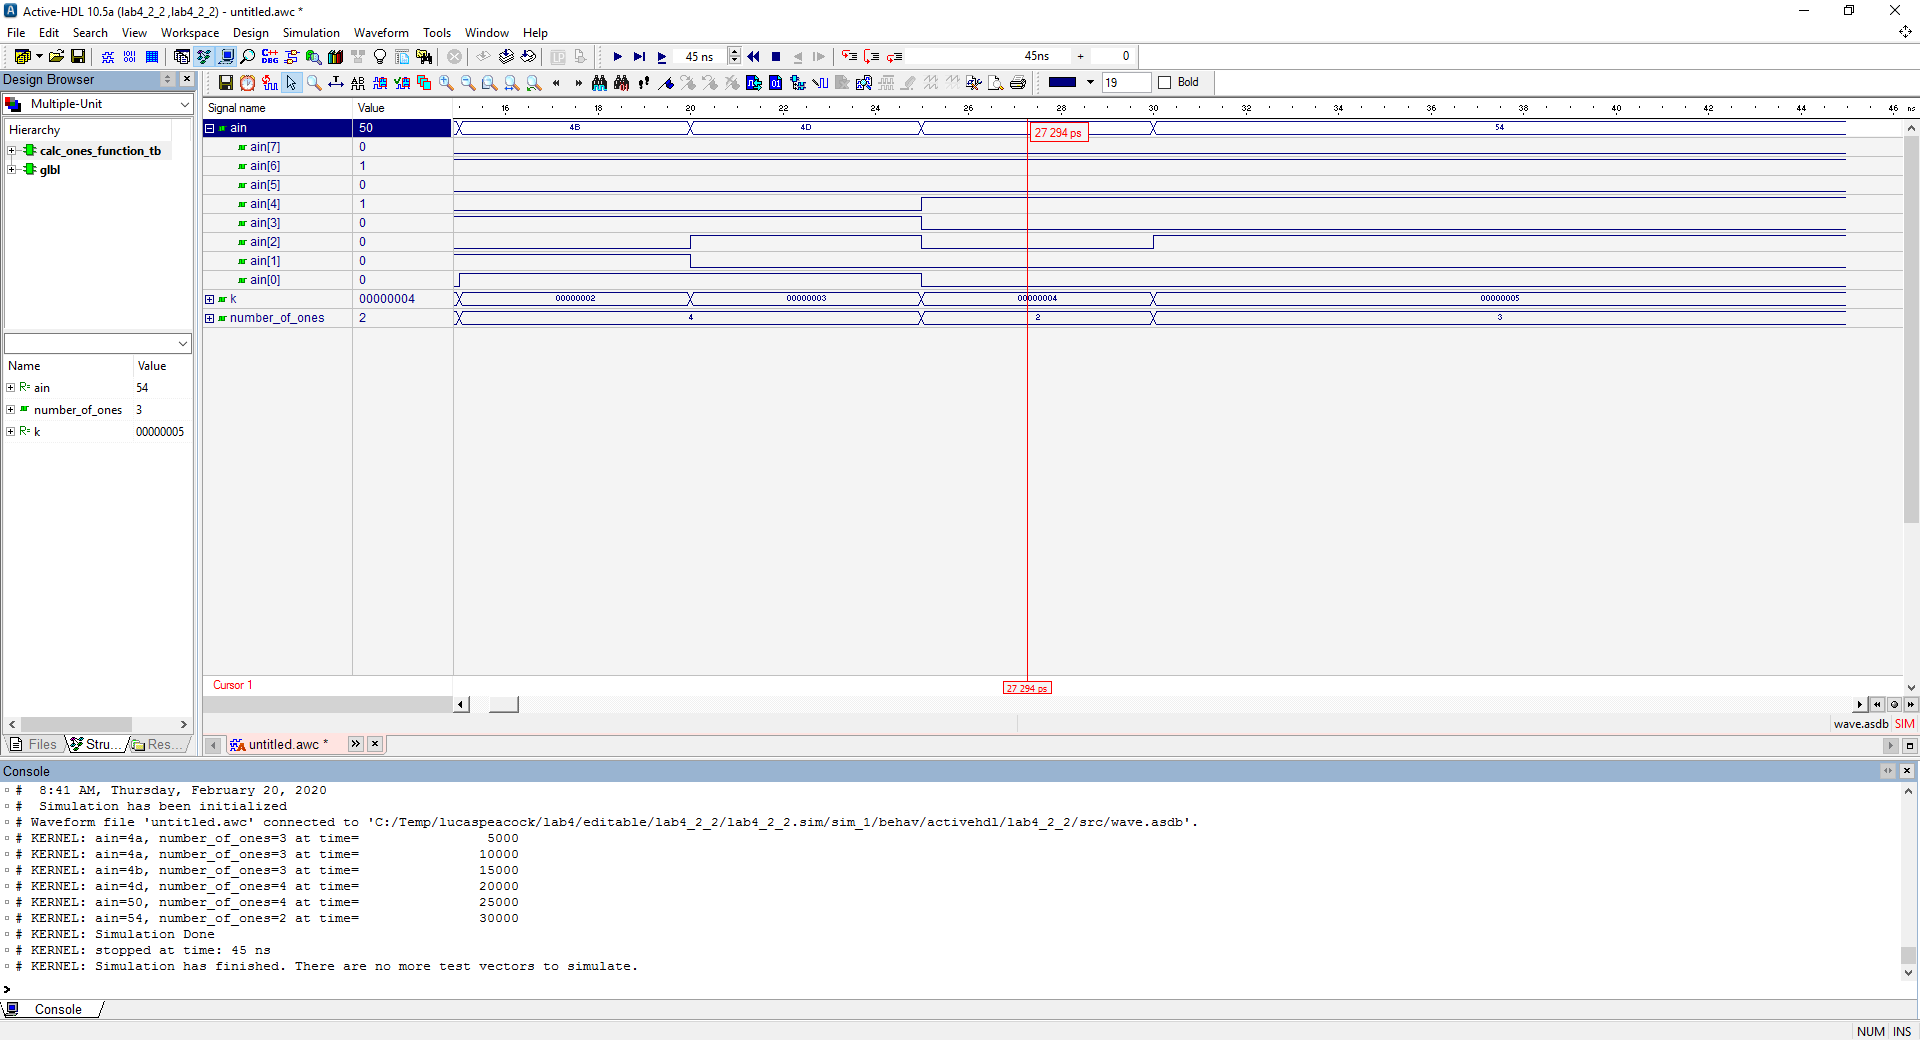 Active-HDL 10.5a (lab4_2_2 ,lab4_2_2) - untitled.awc *
File Edit Search View Workspace Design Simulation Waveform Tools Window Help
45 ns 45ns + 0
Design Browser
19 Bold
Multiple-Unit
Signal name Value 16 18 20 22 24 26 28 30 32 34 36 38 40 42 44 46 ns
Hierarchy
calc_ones_function_tb
glbl
ain 50 4B 4D 54
27 294 ps
ain[7] 0
ain[6] 1
ain[5] 0
ain[4] 1
ain[3] 0
ain[2] 0
ain[1] 0
ain[0] 0
k 00000004 00000002 00000003 00000004 00000005
number_of_ones 2 4 2 3
Name Value
ain 54
number_of_ones 3
k 00000005
Cursor 1 27 294 ps
wave.asdb SIM
Files Stru... Res...
untitled.awc *
Console
# 8:41 AM, Thursday, February 20, 2020
# Simulation has been initialized
# Waveform file 'untitled.awc' connected to 'C:/Temp/lucaspeacock/lab4/editable/lab4_2_2/lab4_2_2.sim/sim_1/behav/activehdl/lab4_2_2/src/wave.asdb'.
# KERNEL: ain=4a, number_of_ones=3 at time= 5000
# KERNEL: ain=4a, number_of_ones=3 at time= 10000
# KERNEL: ain=4b, number_of_ones=3 at time= 15000
# KERNEL: ain=4d, number_of_ones=4 at time= 20000
# KERNEL: ain=50, number_of_ones=4 at time= 25000
# KERNEL: ain=54, number_of_ones=2 at time= 30000
# KERNEL: Simulation Done
# KERNEL: stopped at time: 45 ns
# KERNEL: Simulation has finished. There are no more test vectors to simulate.
>
Console
NUM INS